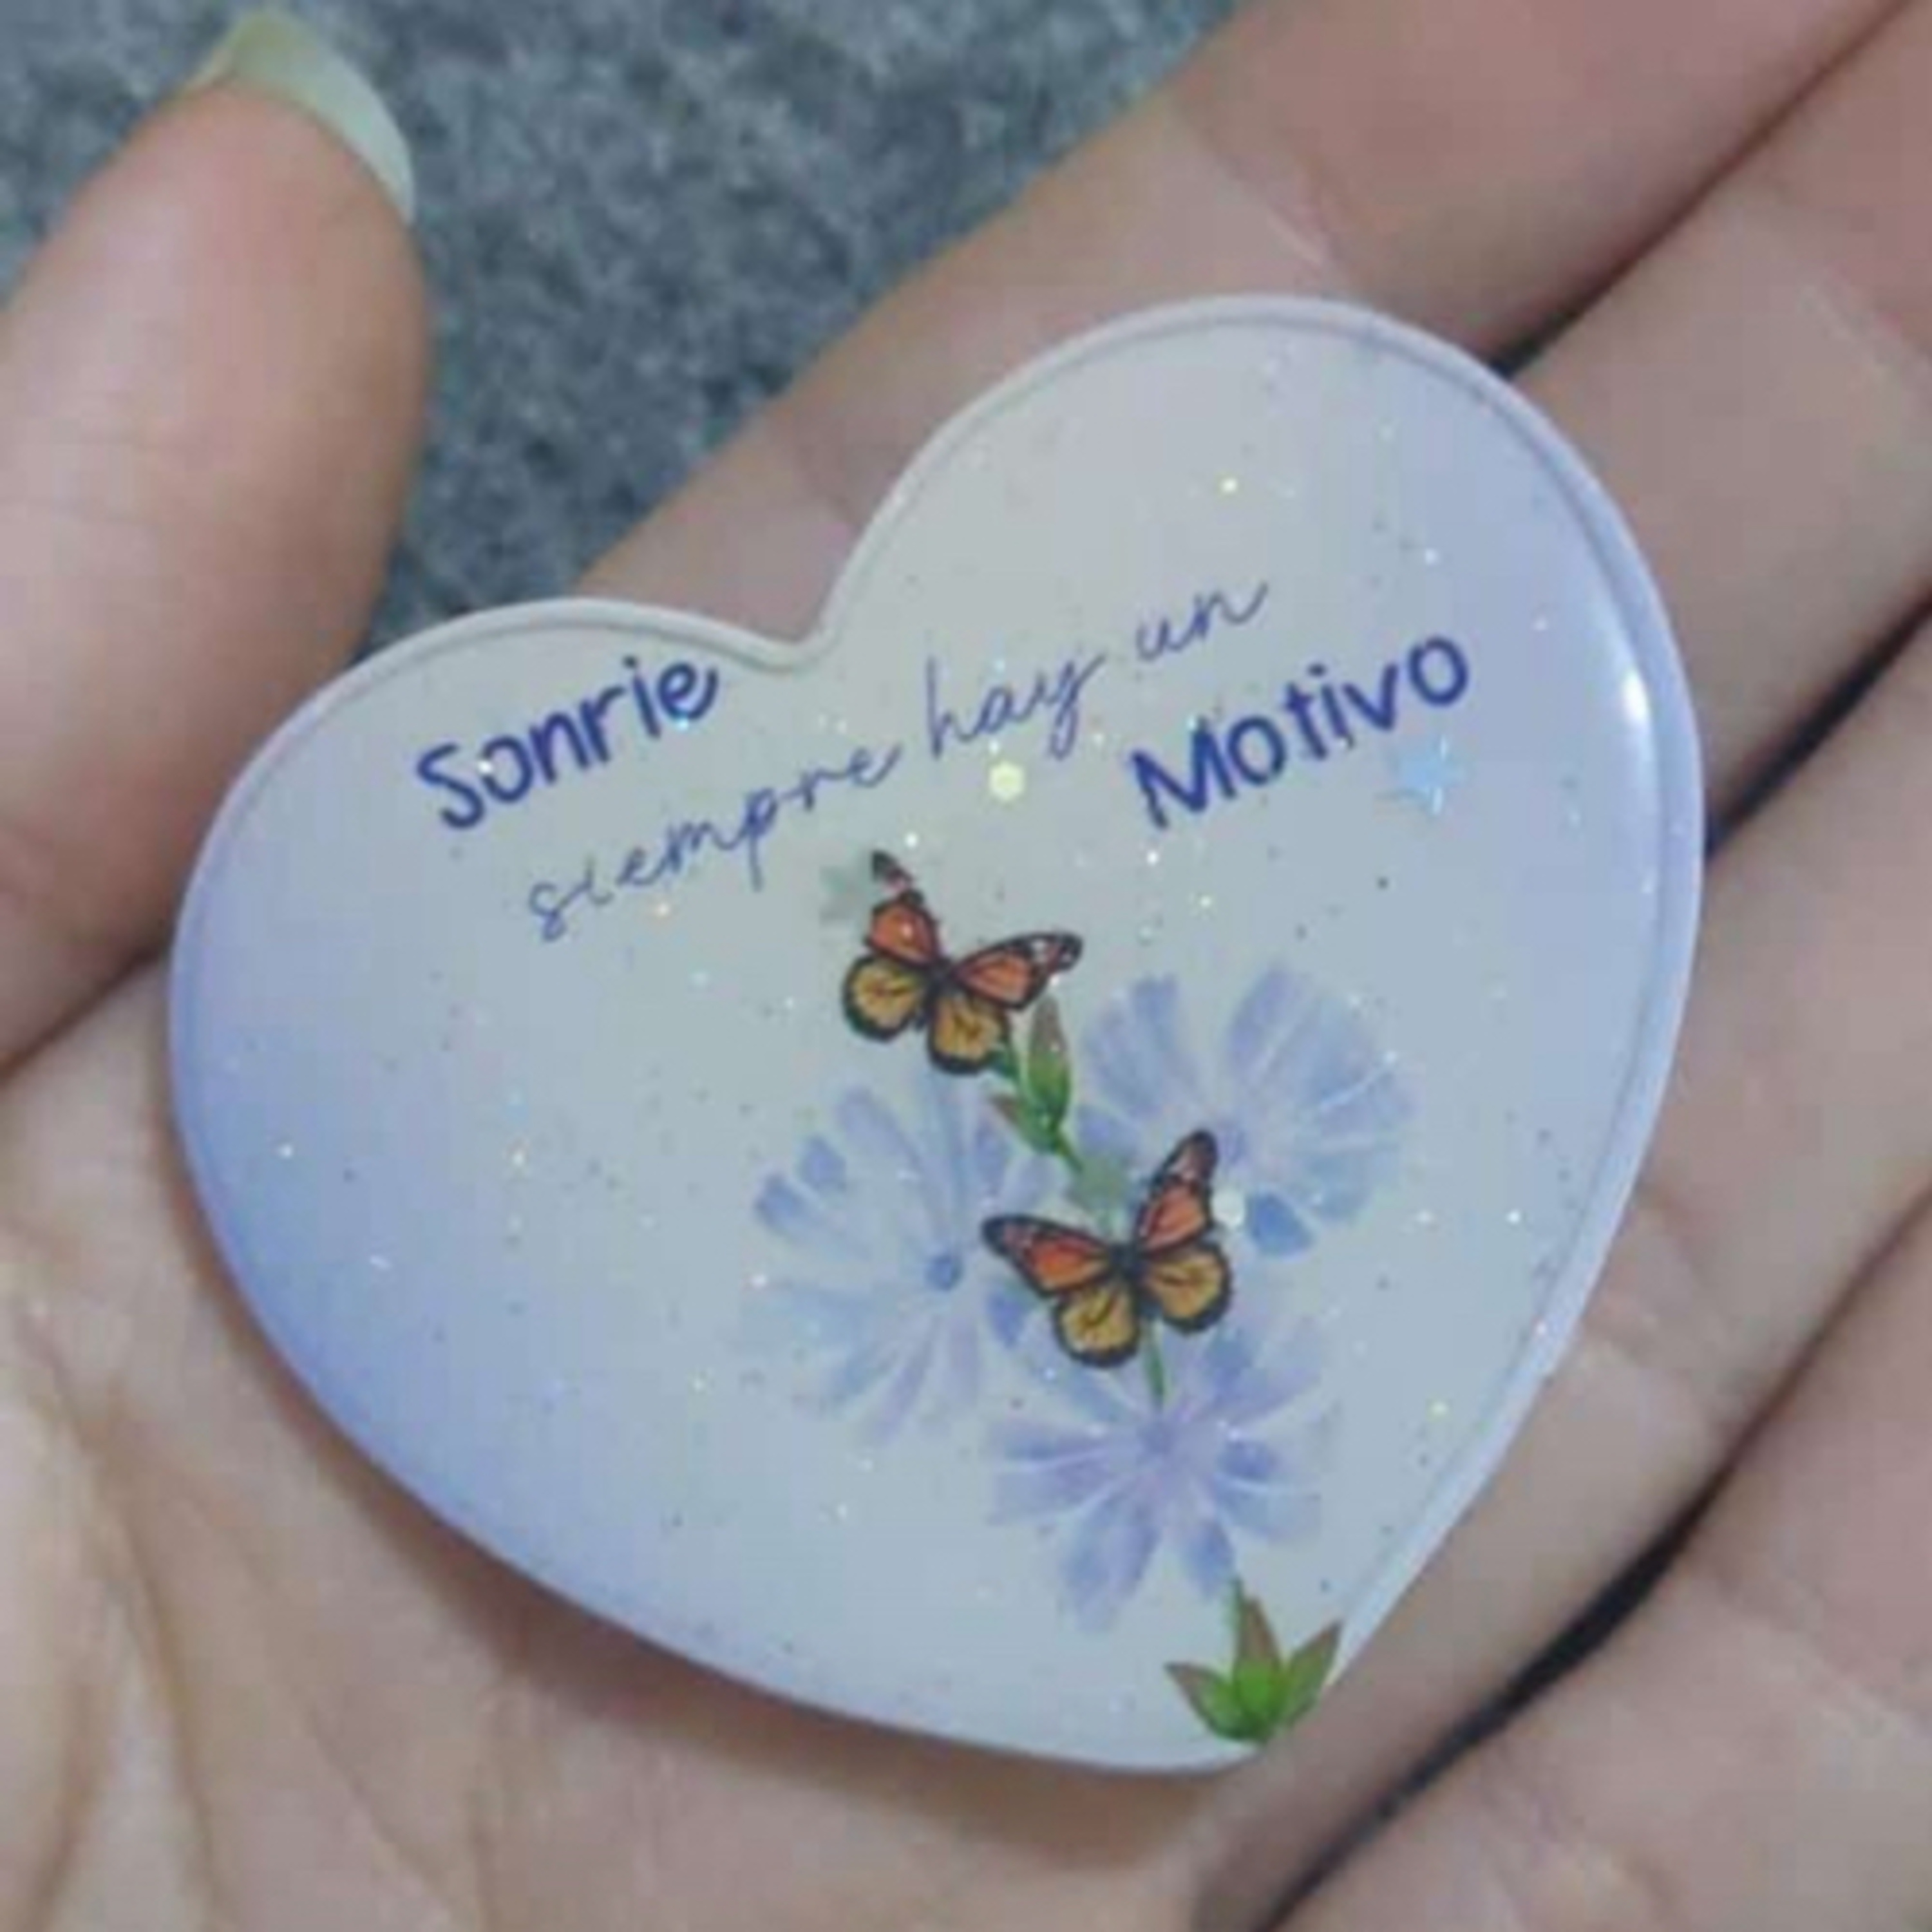 Sonrie
siempre hay un
Motivo